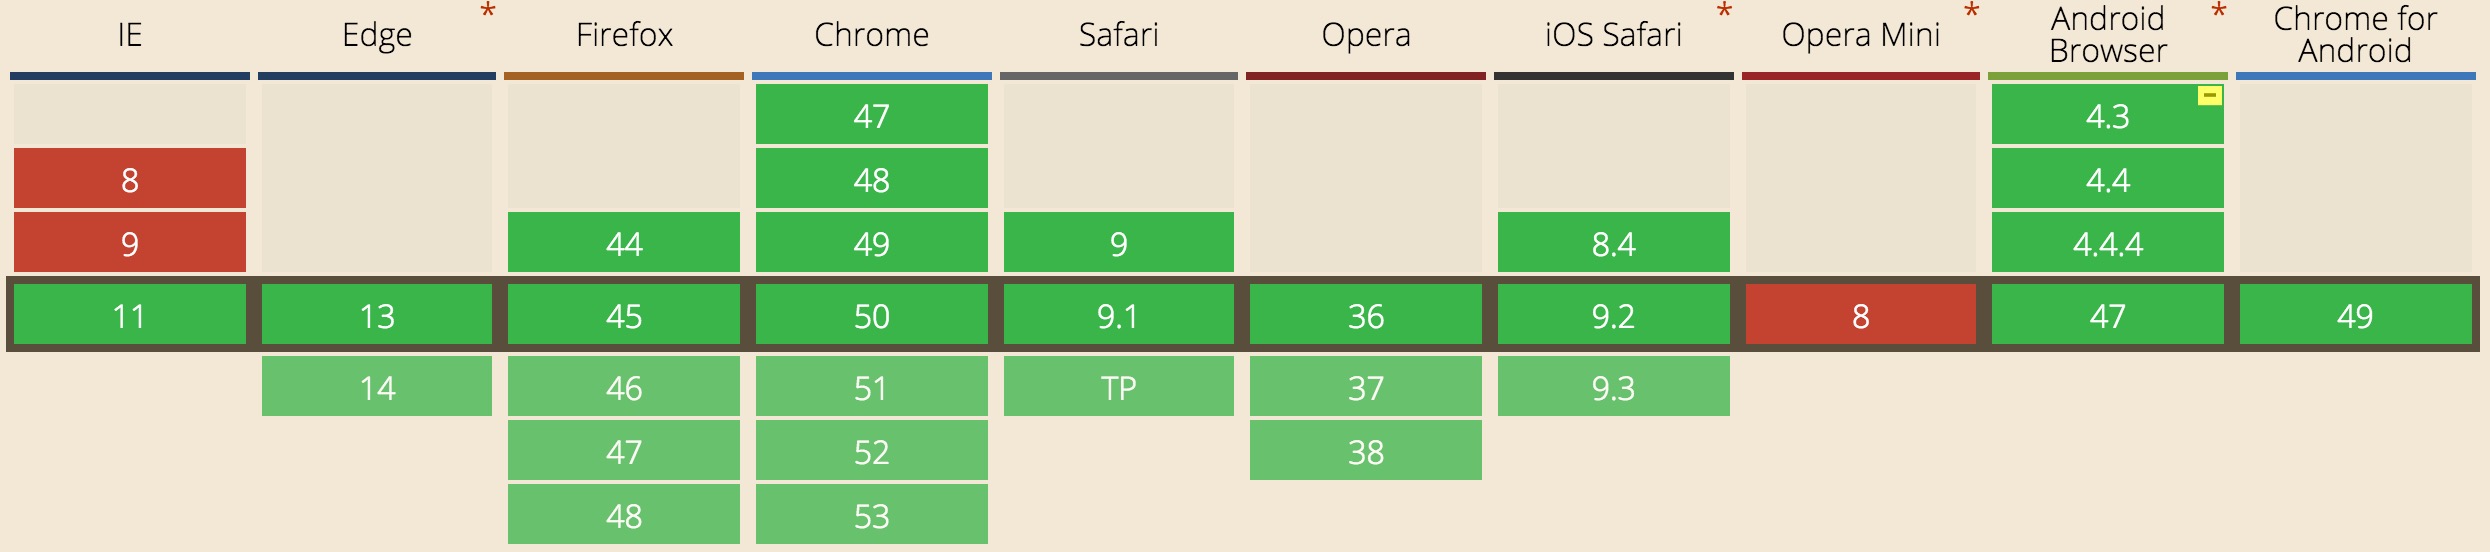 IE Edge * Firefox Chrome Safari Opera iOS Safari * Opera Mini * Android Browser * Chrome for Android
47 4.3 -
8 48 4.4
9 44 49 9 8.4 4.4.4
11 13 45 50 9.1 36 9.2 8 47 49
14 46 51 TP 37 9.3
47 52 38
48 53